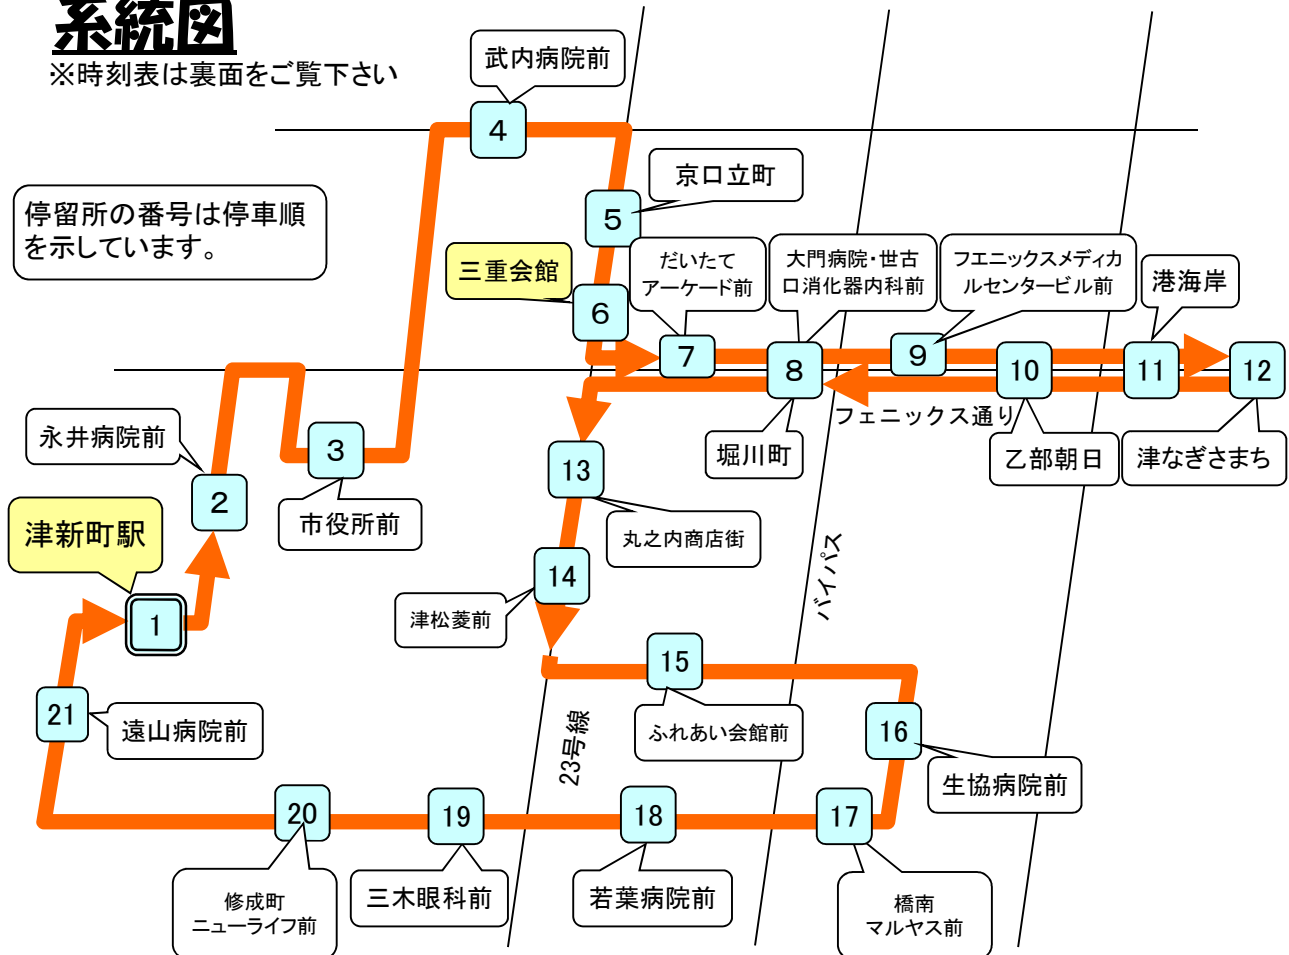 系統図
※時刻表は裏面をご覧下さい
停留所の番号は停車順
を示しています。
武内病院前
4
京口立町
5
三重会館
6
だいたて
アーケード前
7
大門病院・世古
口消化器内科前
8
堀川町
フエニックスメディカ
ルセンタービル前
9
10
乙部朝日
港海岸
11
12
津なぎさまち
フェニックス通り
永井病院前
2
3
市役所前
津新町駅
1
13
丸之内商店街
14
津松菱前
バイパス
23号線
15
ふれあい会館前
16
生協病院前
17
橋南
マルヤス前
18
若葉病院前
19
三木眼科前
20
修成町
ニューライフ前
21
遠山病院前